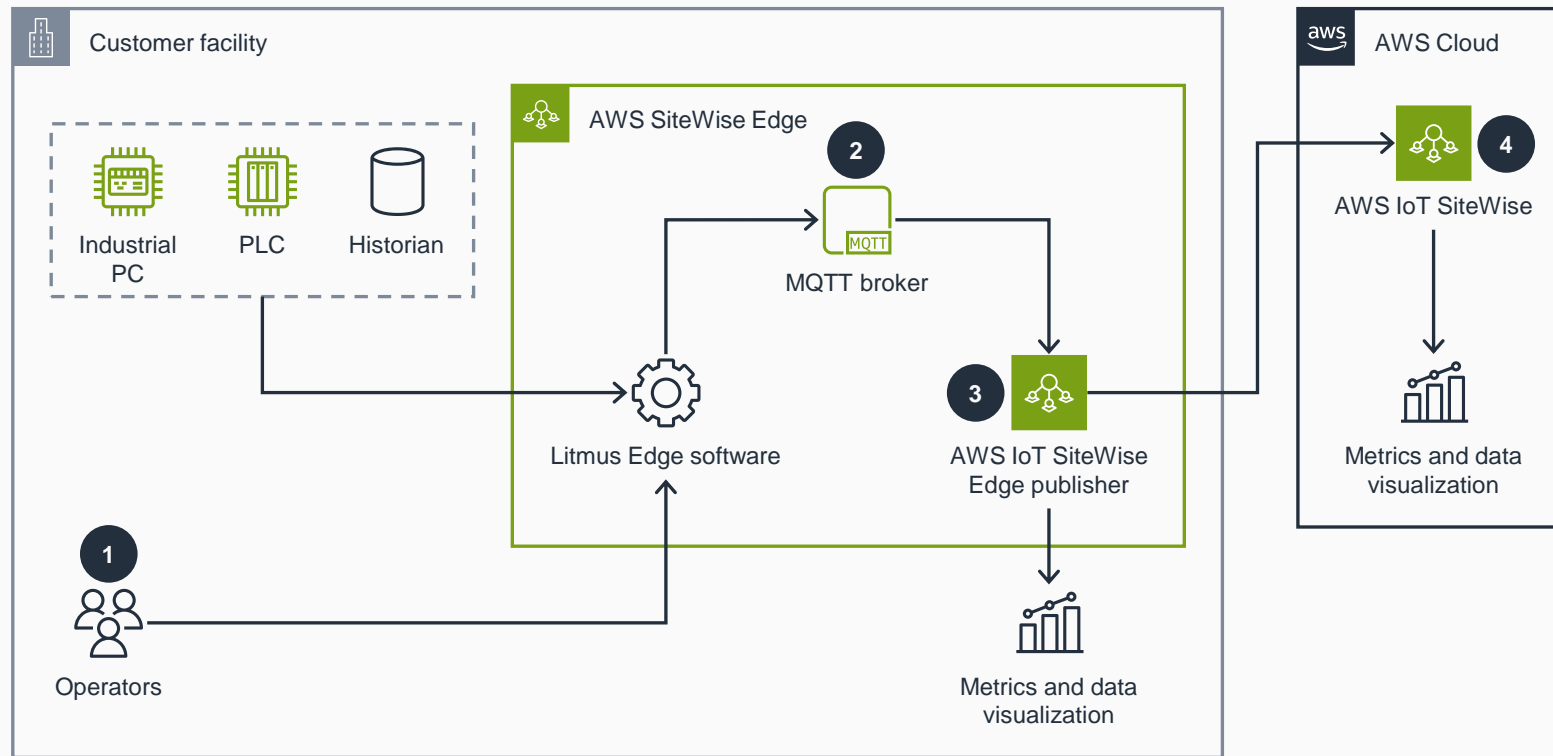 Customer facility
aws
AWS Cloud
AWS SiteWise Edge
2
4
MQTT
MQTT broker
AWS IoT SiteWise
Industrial
PC
PLC
Historian
3
Litmus Edge software
AWS IoT SiteWise
Edge publisher
Metrics and data
visualization
1
Operators
Metrics and data
visualization